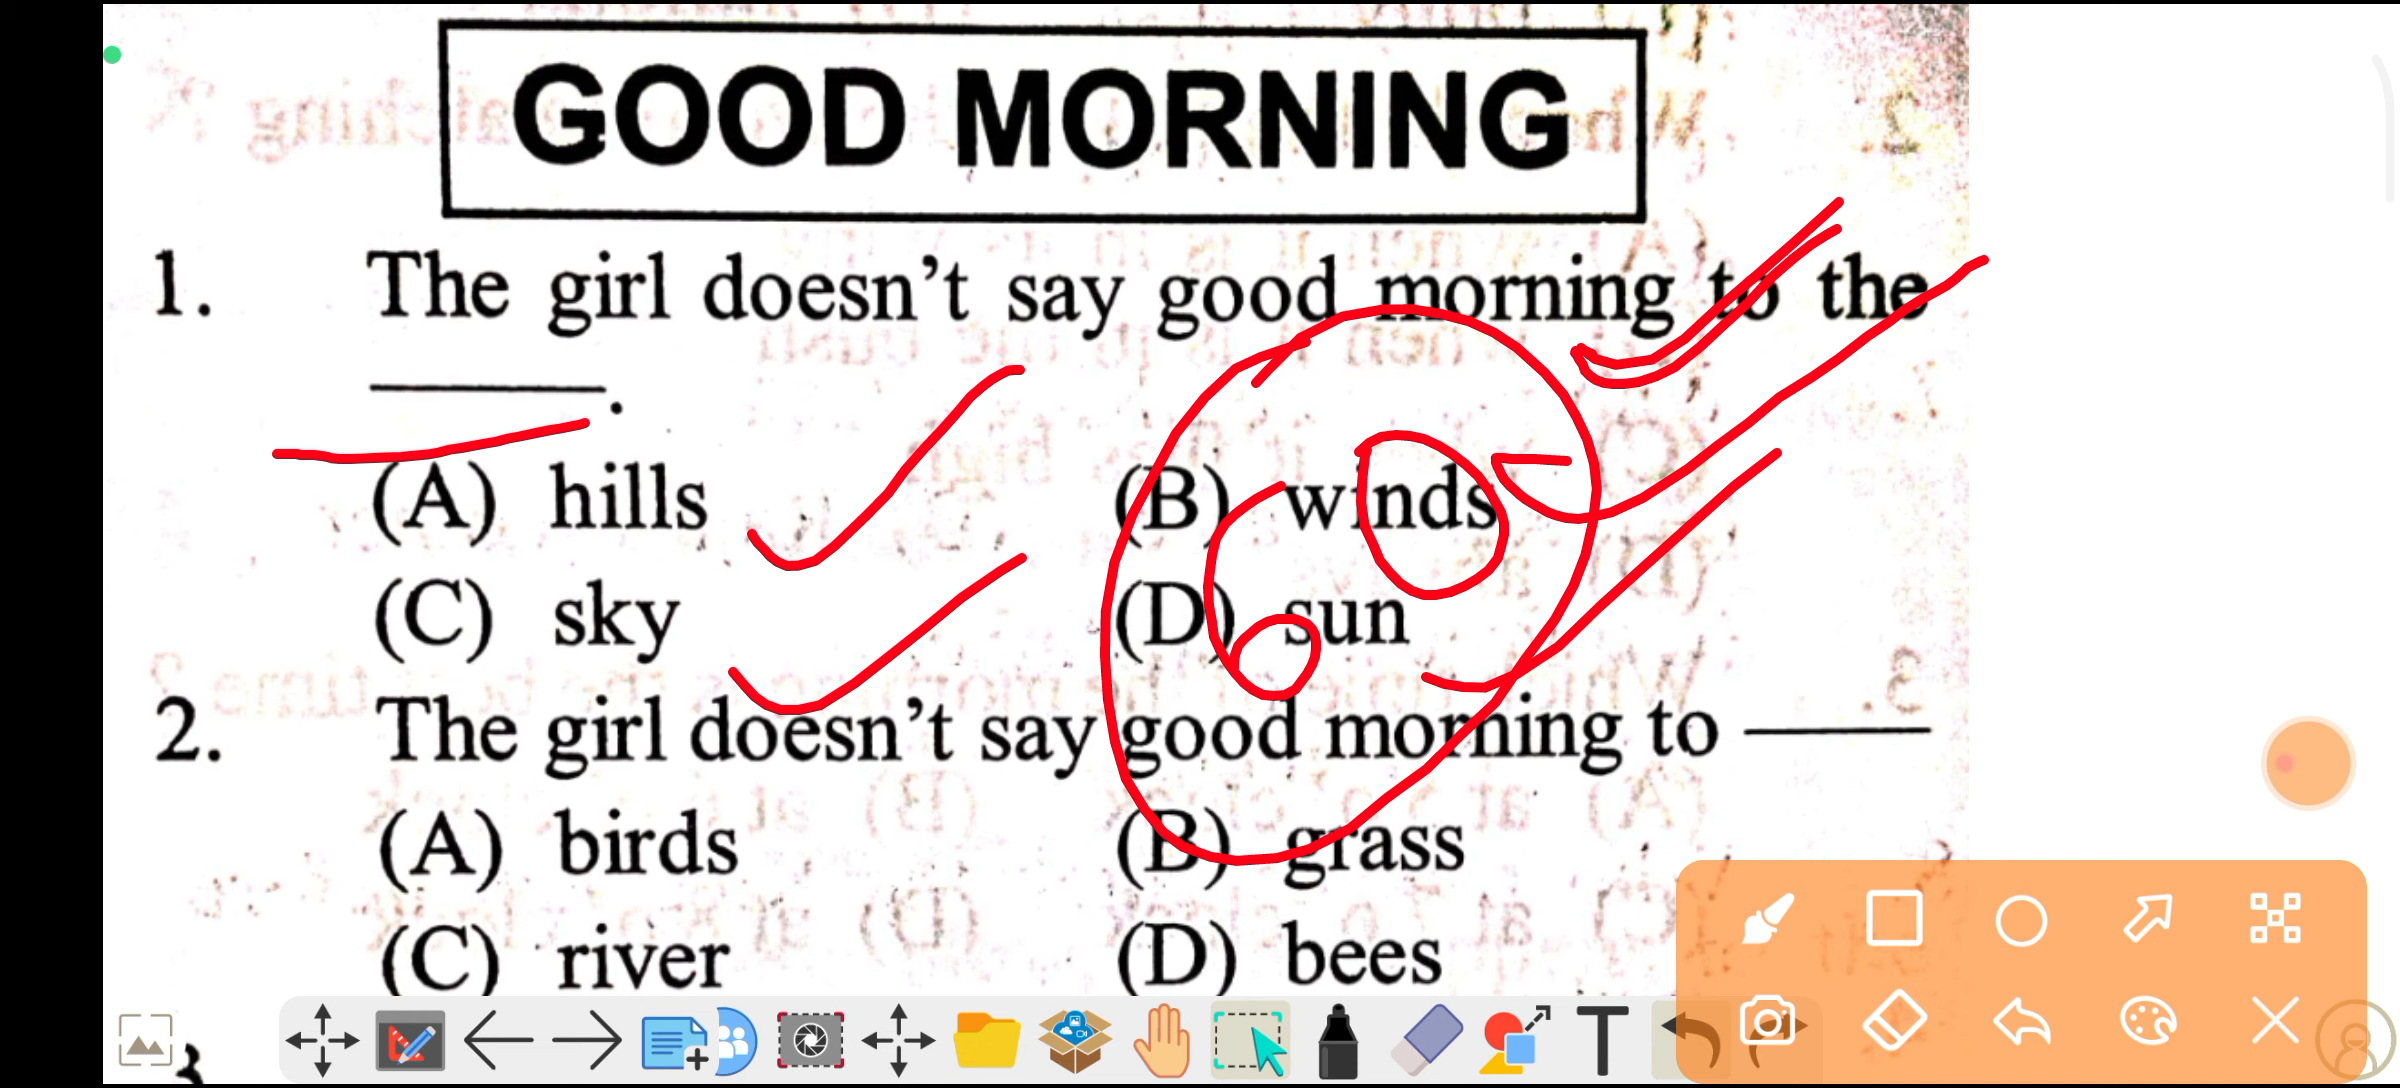 GOOD MORNING
1. The girl doesn't say good morning to the
______.
(A) hills (B) winds
(C) sky (D) sun
2. The girl doesn't say good morning to ______
(A) birds (B) grass
(C) river (D) bees
3
T